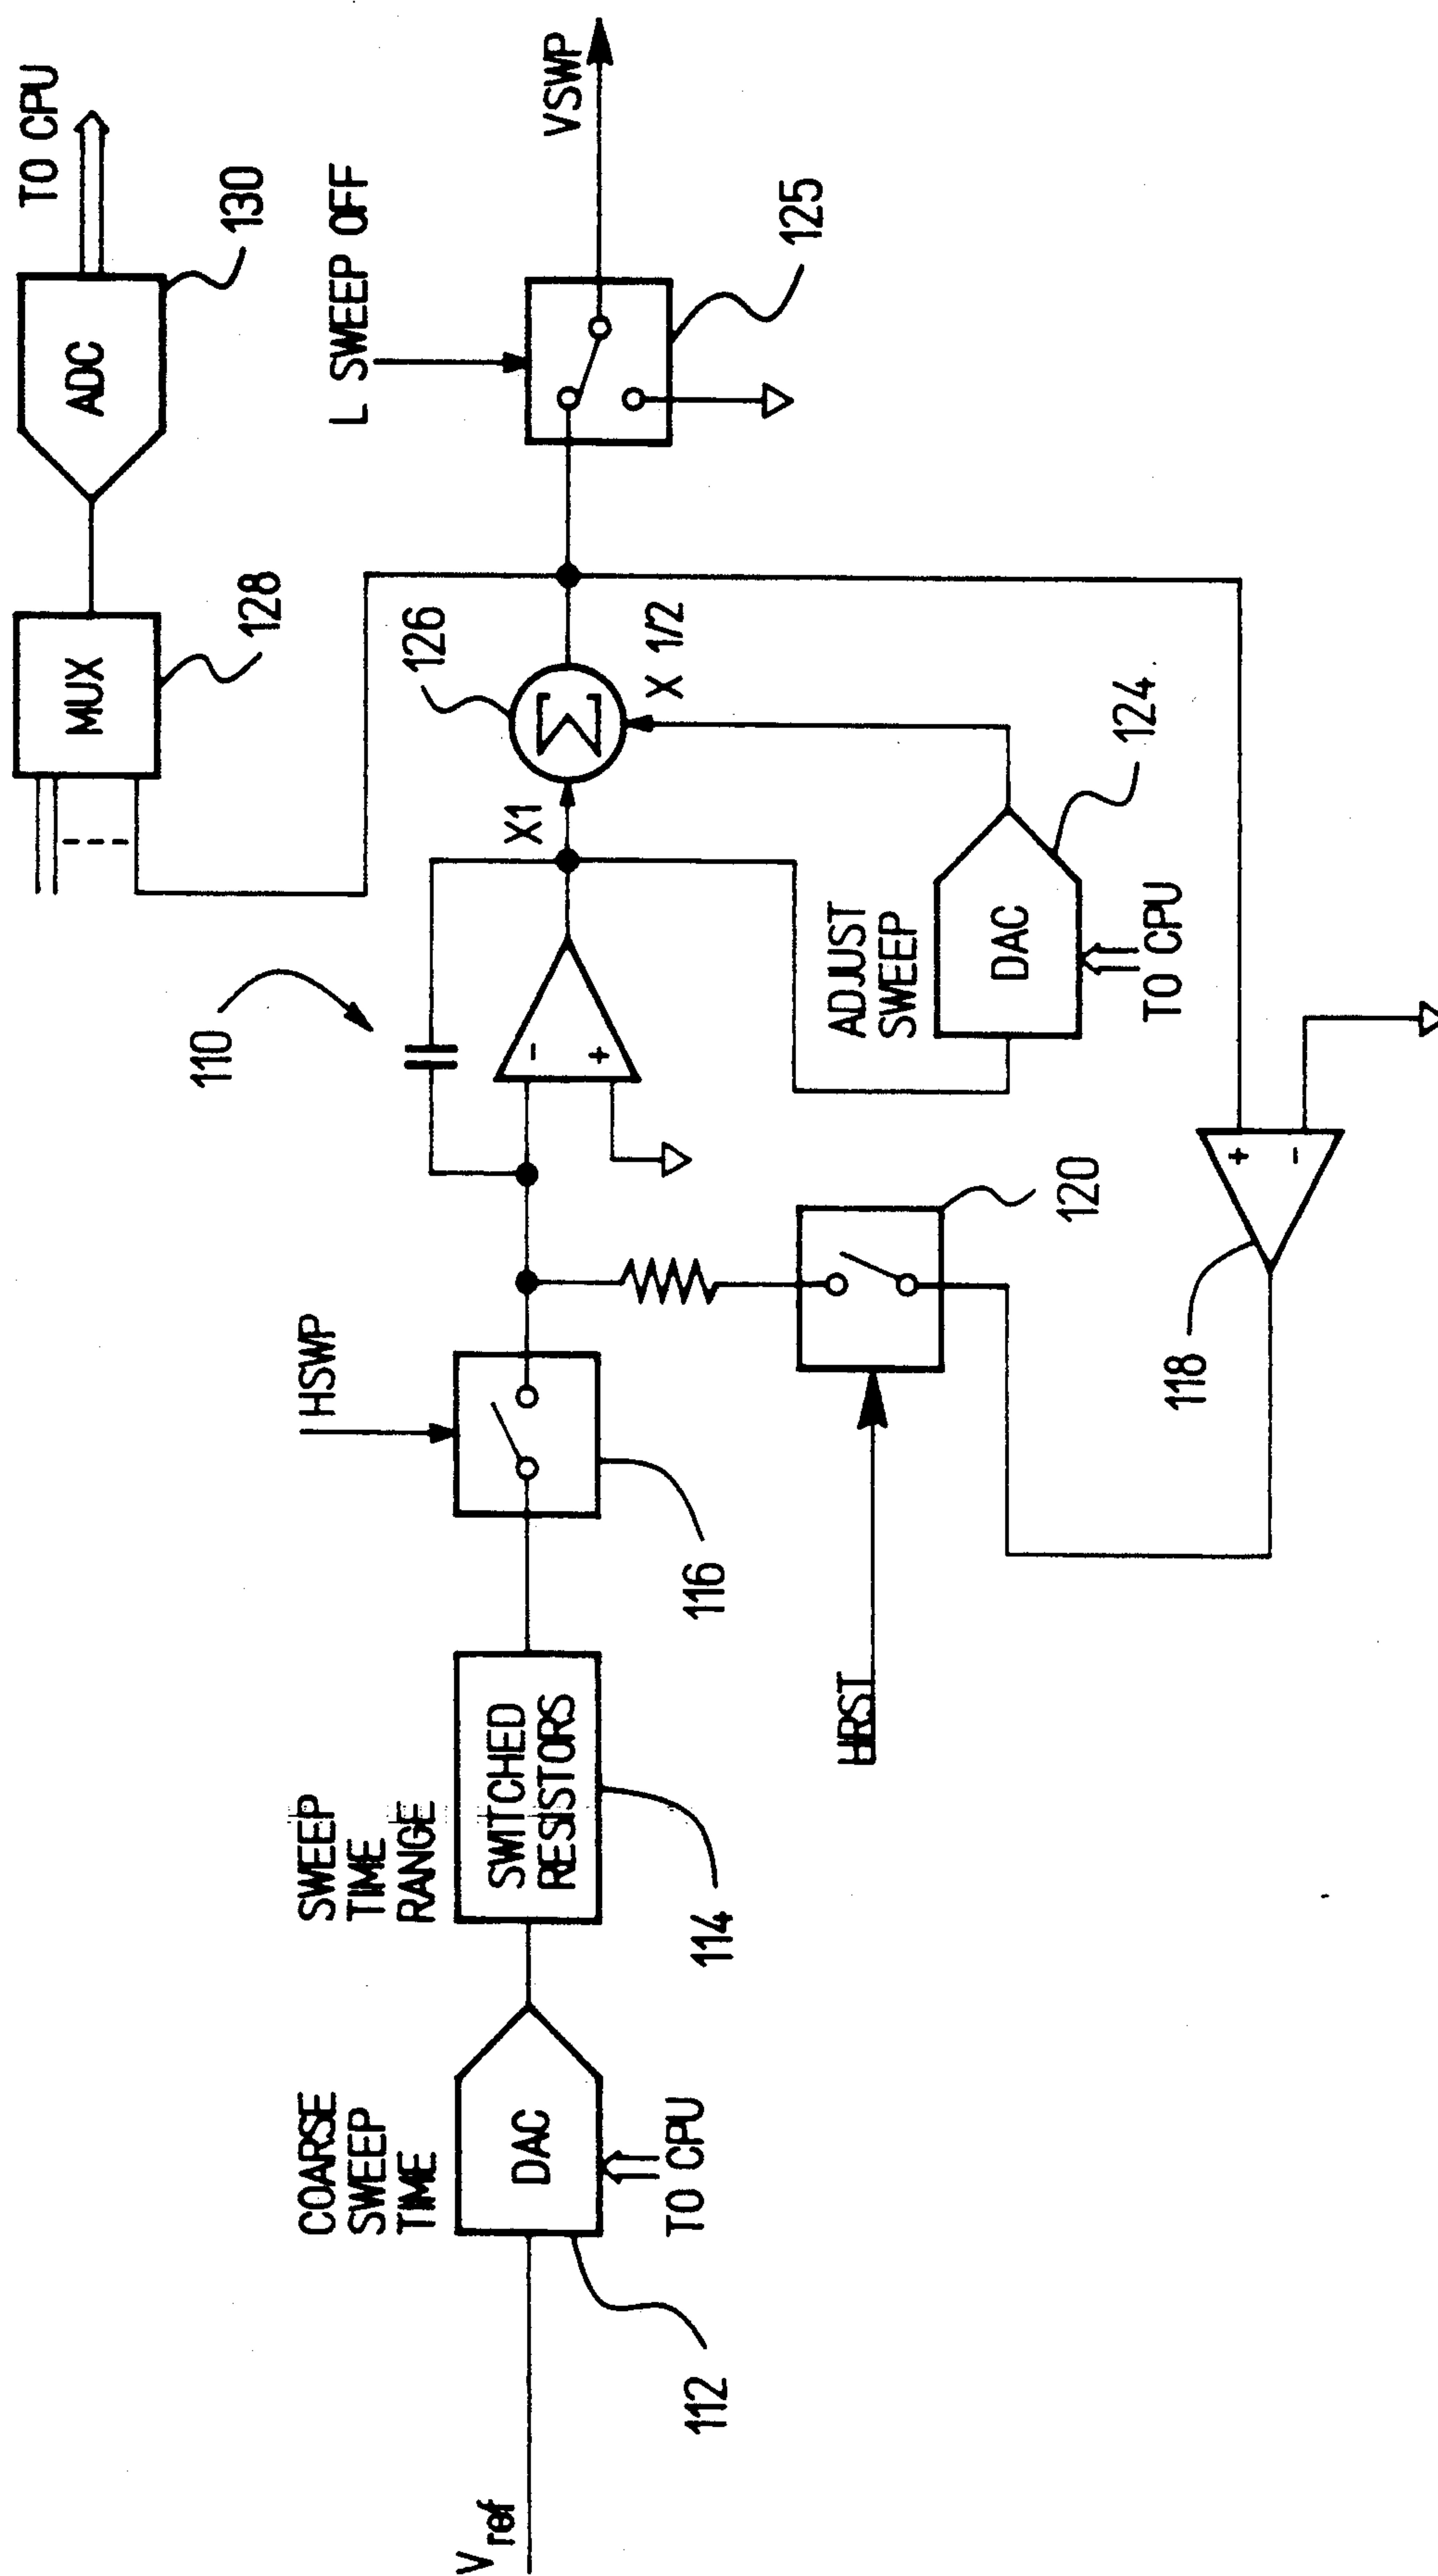 V ref
COARSE
SWEEP
TIME
DAC
TO CPU
112
SWEEP
TIME
RANGE
SWITCHED
RESISTORS
114
HSWP
116
HRST
120
118
110
-
+
X1
126
Σ
X 1/2
ADJUST
SWEEP
DAC
TO CPU
124
+
-
MUX
128
ADC
130
TO CPU
L SWEEP OFF
125
VSWP